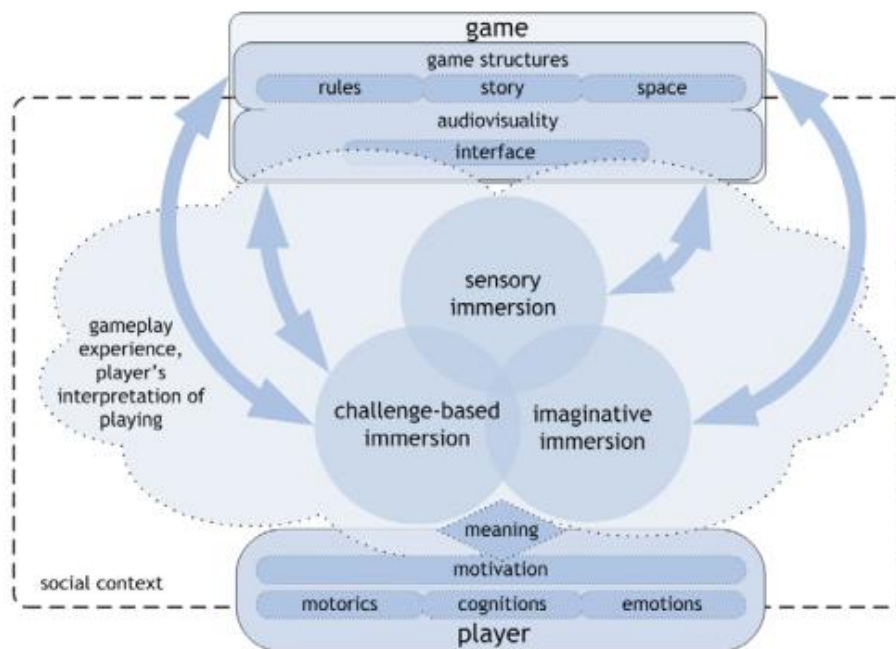 game
game structures
rules story space
audiovisuality
interface
sensory
immersion
gameplay
experience,
player's
interpretation of
playing
challenge-based
immersion
imaginative
immersion
meaning
social context
motivation
motorics cognitions emotions
player